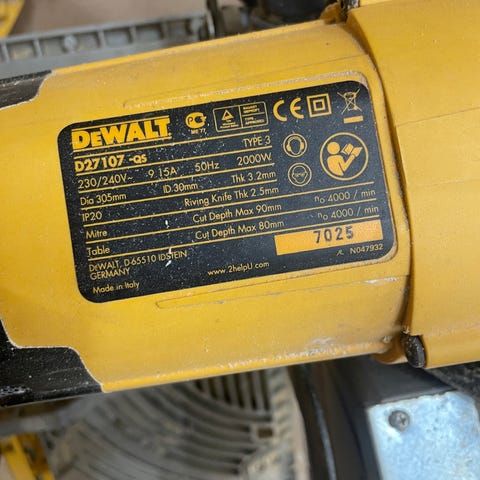 DEWALT
D27107 -QS TYPE 3
230/240V~ 9.15A 50Hz 2000W
Dia 305mm ID 30mm Thk 3.2mm
IP20 Riving Knife Thk 2.5mm
Mitre Cut Depth Max 90mm n₀ 4000 / min
Table Cut Depth Max 80mm n₀ 4000 / min
DeWALT, D-65510 IDSTEIN
GERMANY
7025
Made in Italy www.2helpU.com N047932